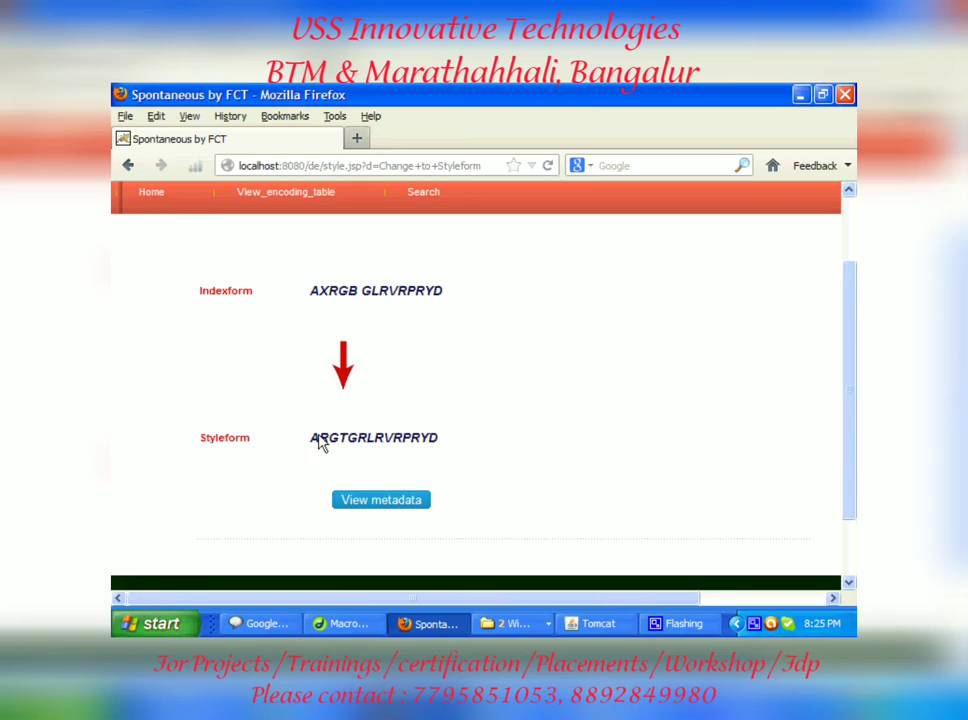 USS Innovative Technologies
BTM & Marathahhali, Bangalur
Spontaneous by FCT - Mozilla Firefox
File Edit View History Bookmarks Tools Help
Spontaneous by FCT
localhost:8080/de/style.jsp?d=Change+to+Styleform Google Feedback
Home View_encoding_table Search
Indexform AXRGB GLRVRPRYD
Styleform ARGTGRLRVRPRYD
View metadata
start Google... Macro... Sponta... 2 Wi... Tomcat Flashing 8:25 PM
For Projects /Trainings /certification /Placements /Workshop /Fdp
Please contact : 7795851053, 8892849980